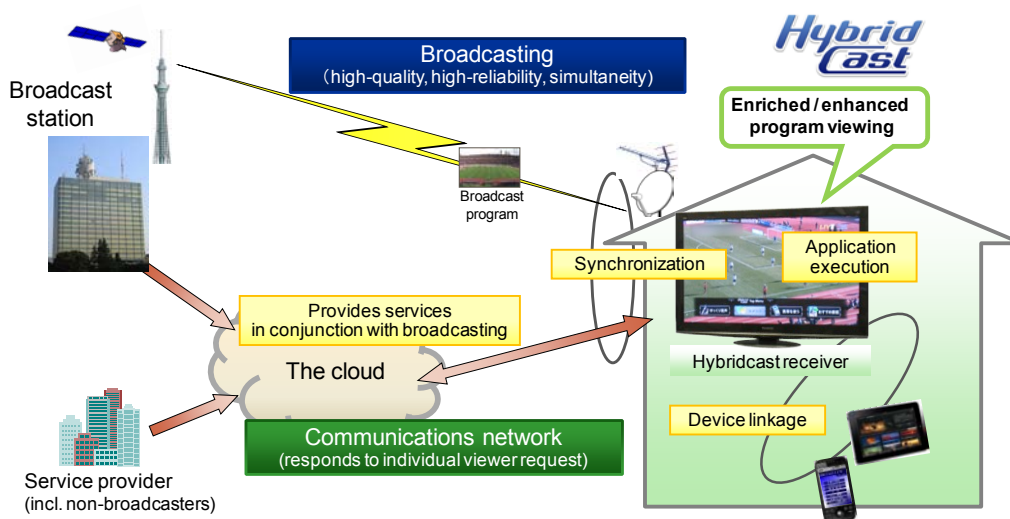 Hybrid
Cast
Broadcasting
(high-quality, high-reliability, simultaneity)
Broadcast
station
Enriched / enhanced
program viewing
Broadcast
program
Synchronization
Application
execution
Provides services
in conjunction with broadcasting
The cloud
Hybridcast receiver
Device linkage
Communications network
(responds to individual viewer request)
Service provider
(incl. non-broadcasters)